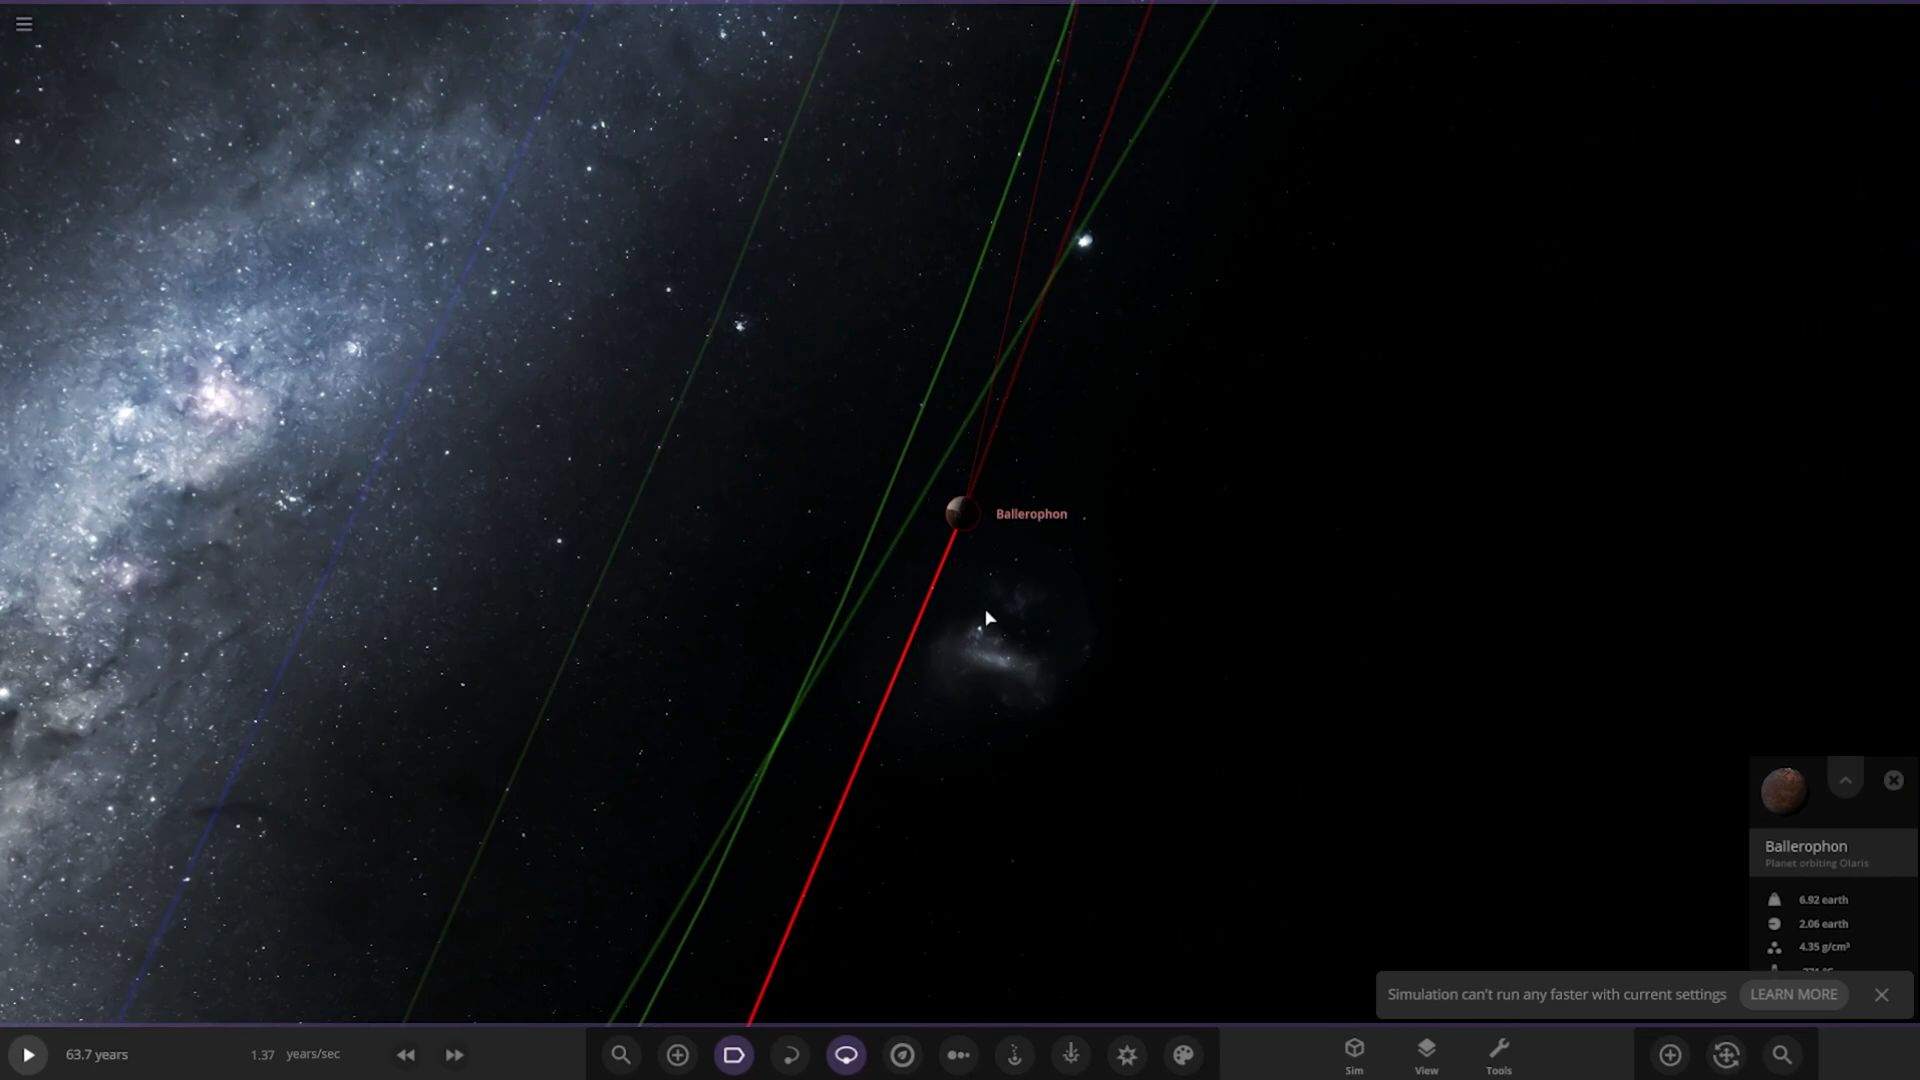 Ballerophon
Ballerophon
Planet orbiting Olaris
6.92 earth
2.06 earth
4.35 g/cm³
Simulation can't run any faster with current settings
LEARN MORE
63.7 years
1.37 years/sec
Sim
View
Tools